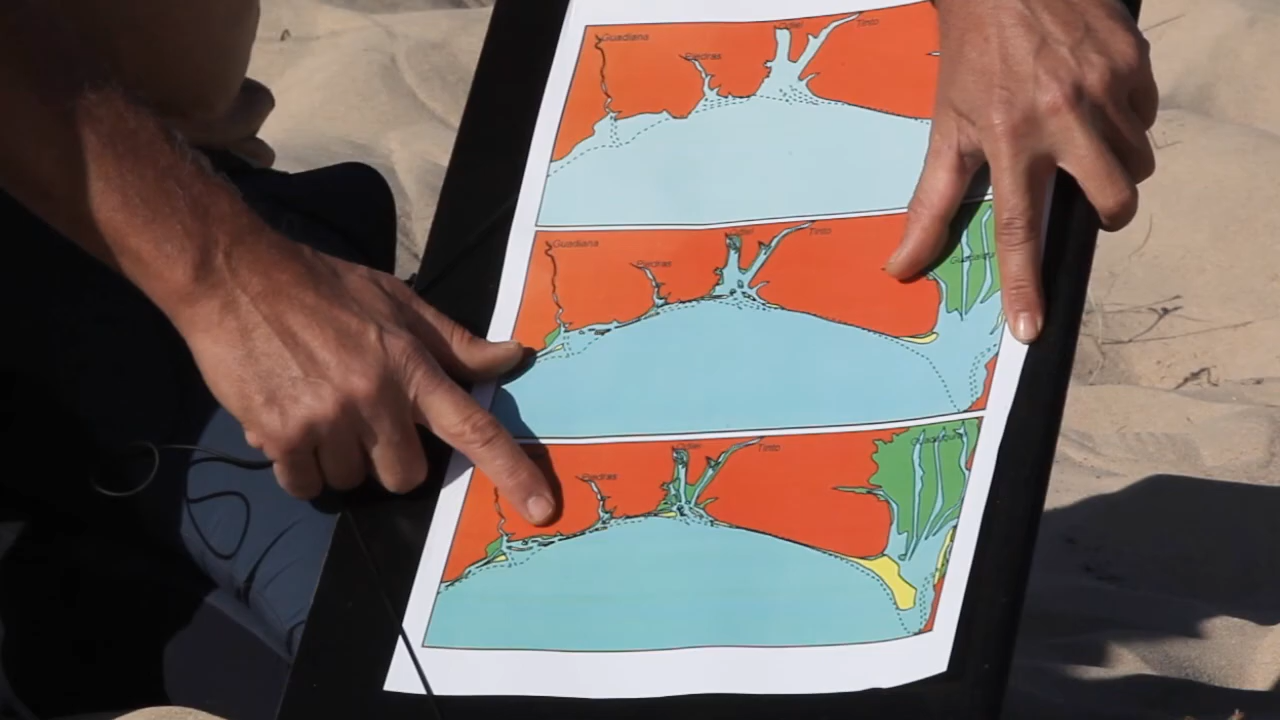 Guadiana
Piedras
Odiel
Tinto
Guadiana
Piedras
Odiel
Tinto
Piedras
Odiel
Tinto